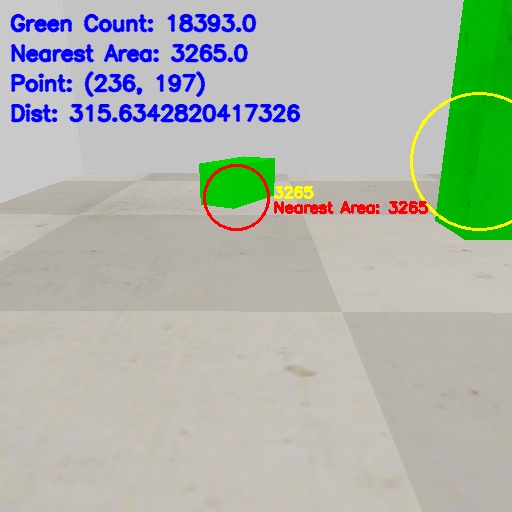 Green Count: 18393.0
Nearest Area: 3265.0
Point: (236, 197)
Dist: 315.6342820417326
3265
Nearest Area: 3265